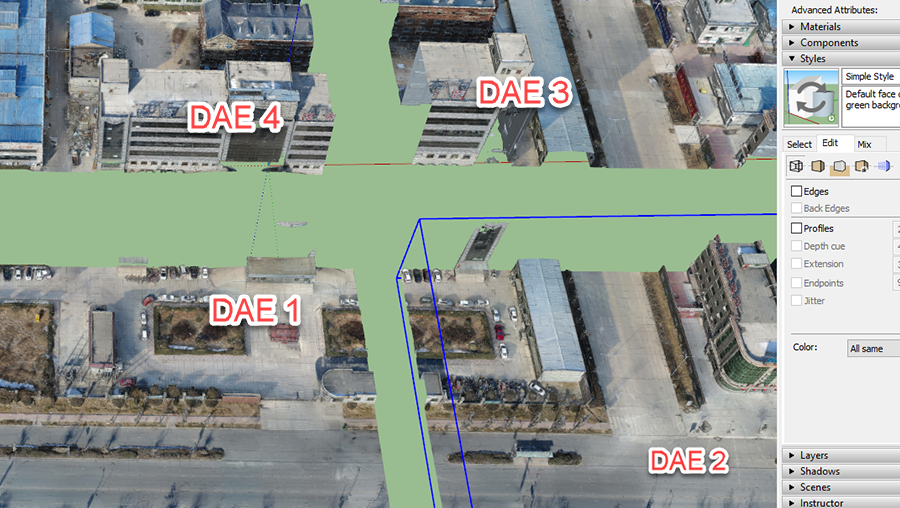 Advanced Attributes:
Materials
Components
Styles
Simple Style
Default face
green backgr
Select
Edit
Mix
Edges
Back Edges
Profiles
Depth cue
Extension
Endpoints
Jitter
Color:
All same
Layers
Shadows
Scenes
Instructor
DAE 4
DAE 3
DAE 1
DAE 2